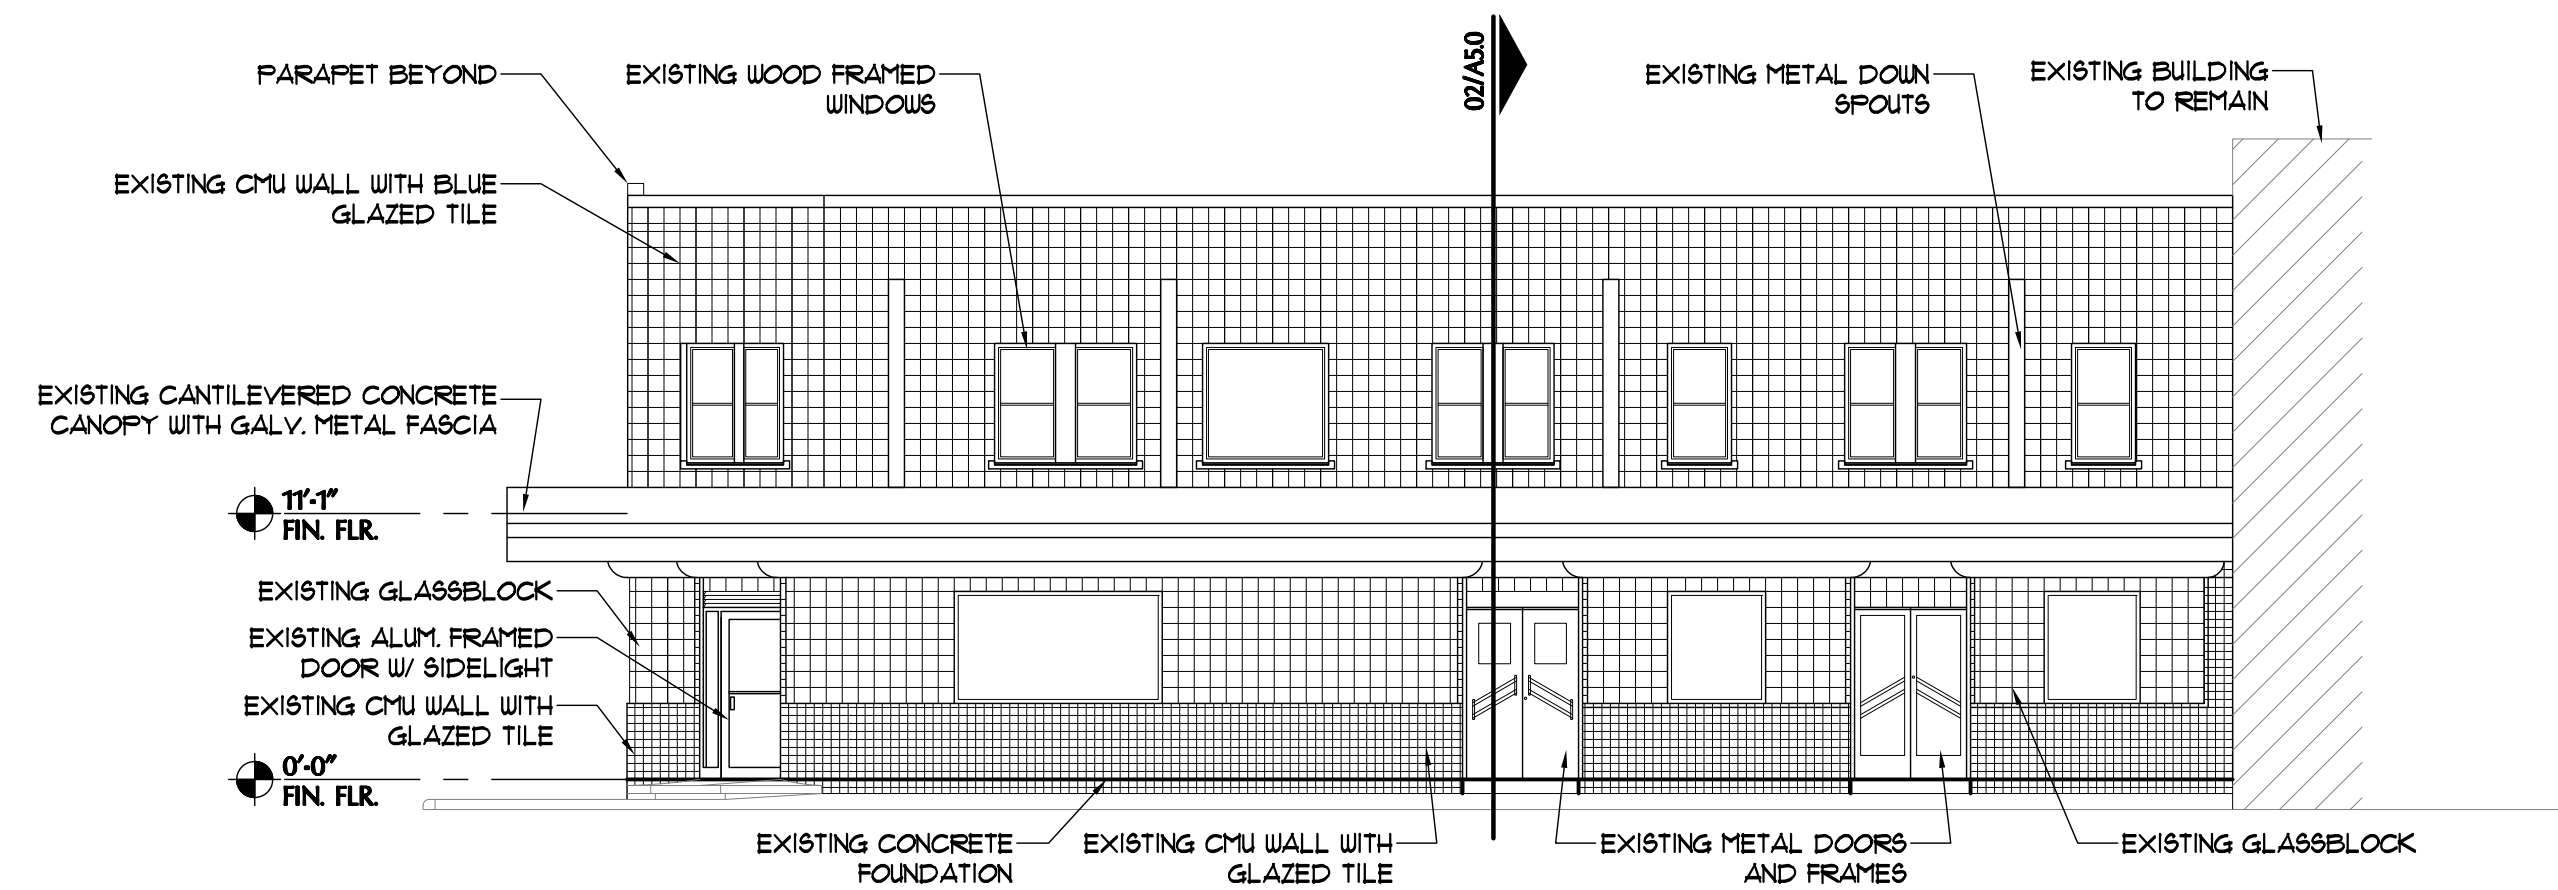 02/A5.0
PARAPET BEYOND
EXISTING WOOD FRAMED
WINDOWS
EXISTING METAL DOWN
SPOUTS
EXISTING BUILDING
TO REMAIN
EXISTING CMU WALL WITH BLUE
GLAZED TILE
EXISTING CANTILEVERED CONCRETE
CANOPY WITH GALV. METAL FASCIA
11'-1"
FIN. FLR.
EXISTING GLASSBLOCK
EXISTING ALUM. FRAMED
DOOR W/ SIDELIGHT
EXISTING CMU WALL WITH
GLAZED TILE
0'-0"
FIN. FLR.
EXISTING CONCRETE
FOUNDATION
EXISTING CMU WALL WITH
GLAZED TILE
EXISTING METAL DOORS
AND FRAMES
EXISTING GLASSBLOCK